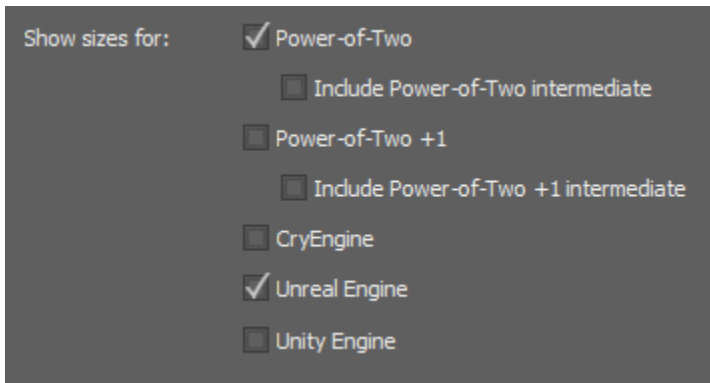 Show sizes for: Power-of-Two
Include Power-of-Two intermediate
Power-of-Two +1
Include Power-of-Two +1 intermediate
CryEngine
Unreal Engine
Unity Engine